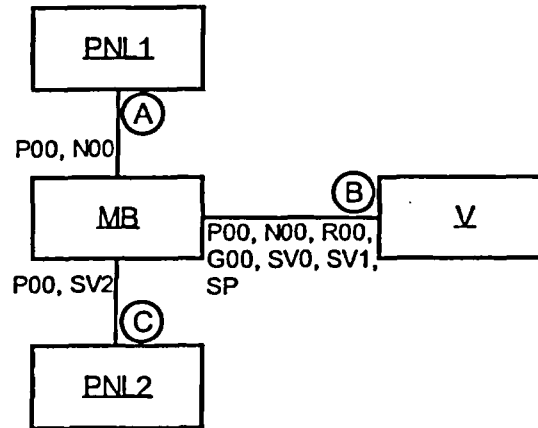 PNL1
A
P00, N00
B
MB
V
P00, N00, R00,
G00, SV0, SV1,
SP
P00, SV2
C
PNL2